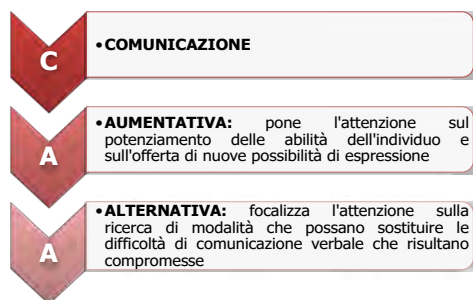 C
•COMUNICAZIONE
A
•AUMENTATIVA: pone l'attenzione sul
potenziamento delle abilità dell'individuo e
sull'offerta di nuove possibilità di espressione
A
•ALTERNATIVA: focalizza l'attenzione sulla
ricerca di modalità che possano sostituire le
difficoltà di comunicazione verbale che risultano
compromesse